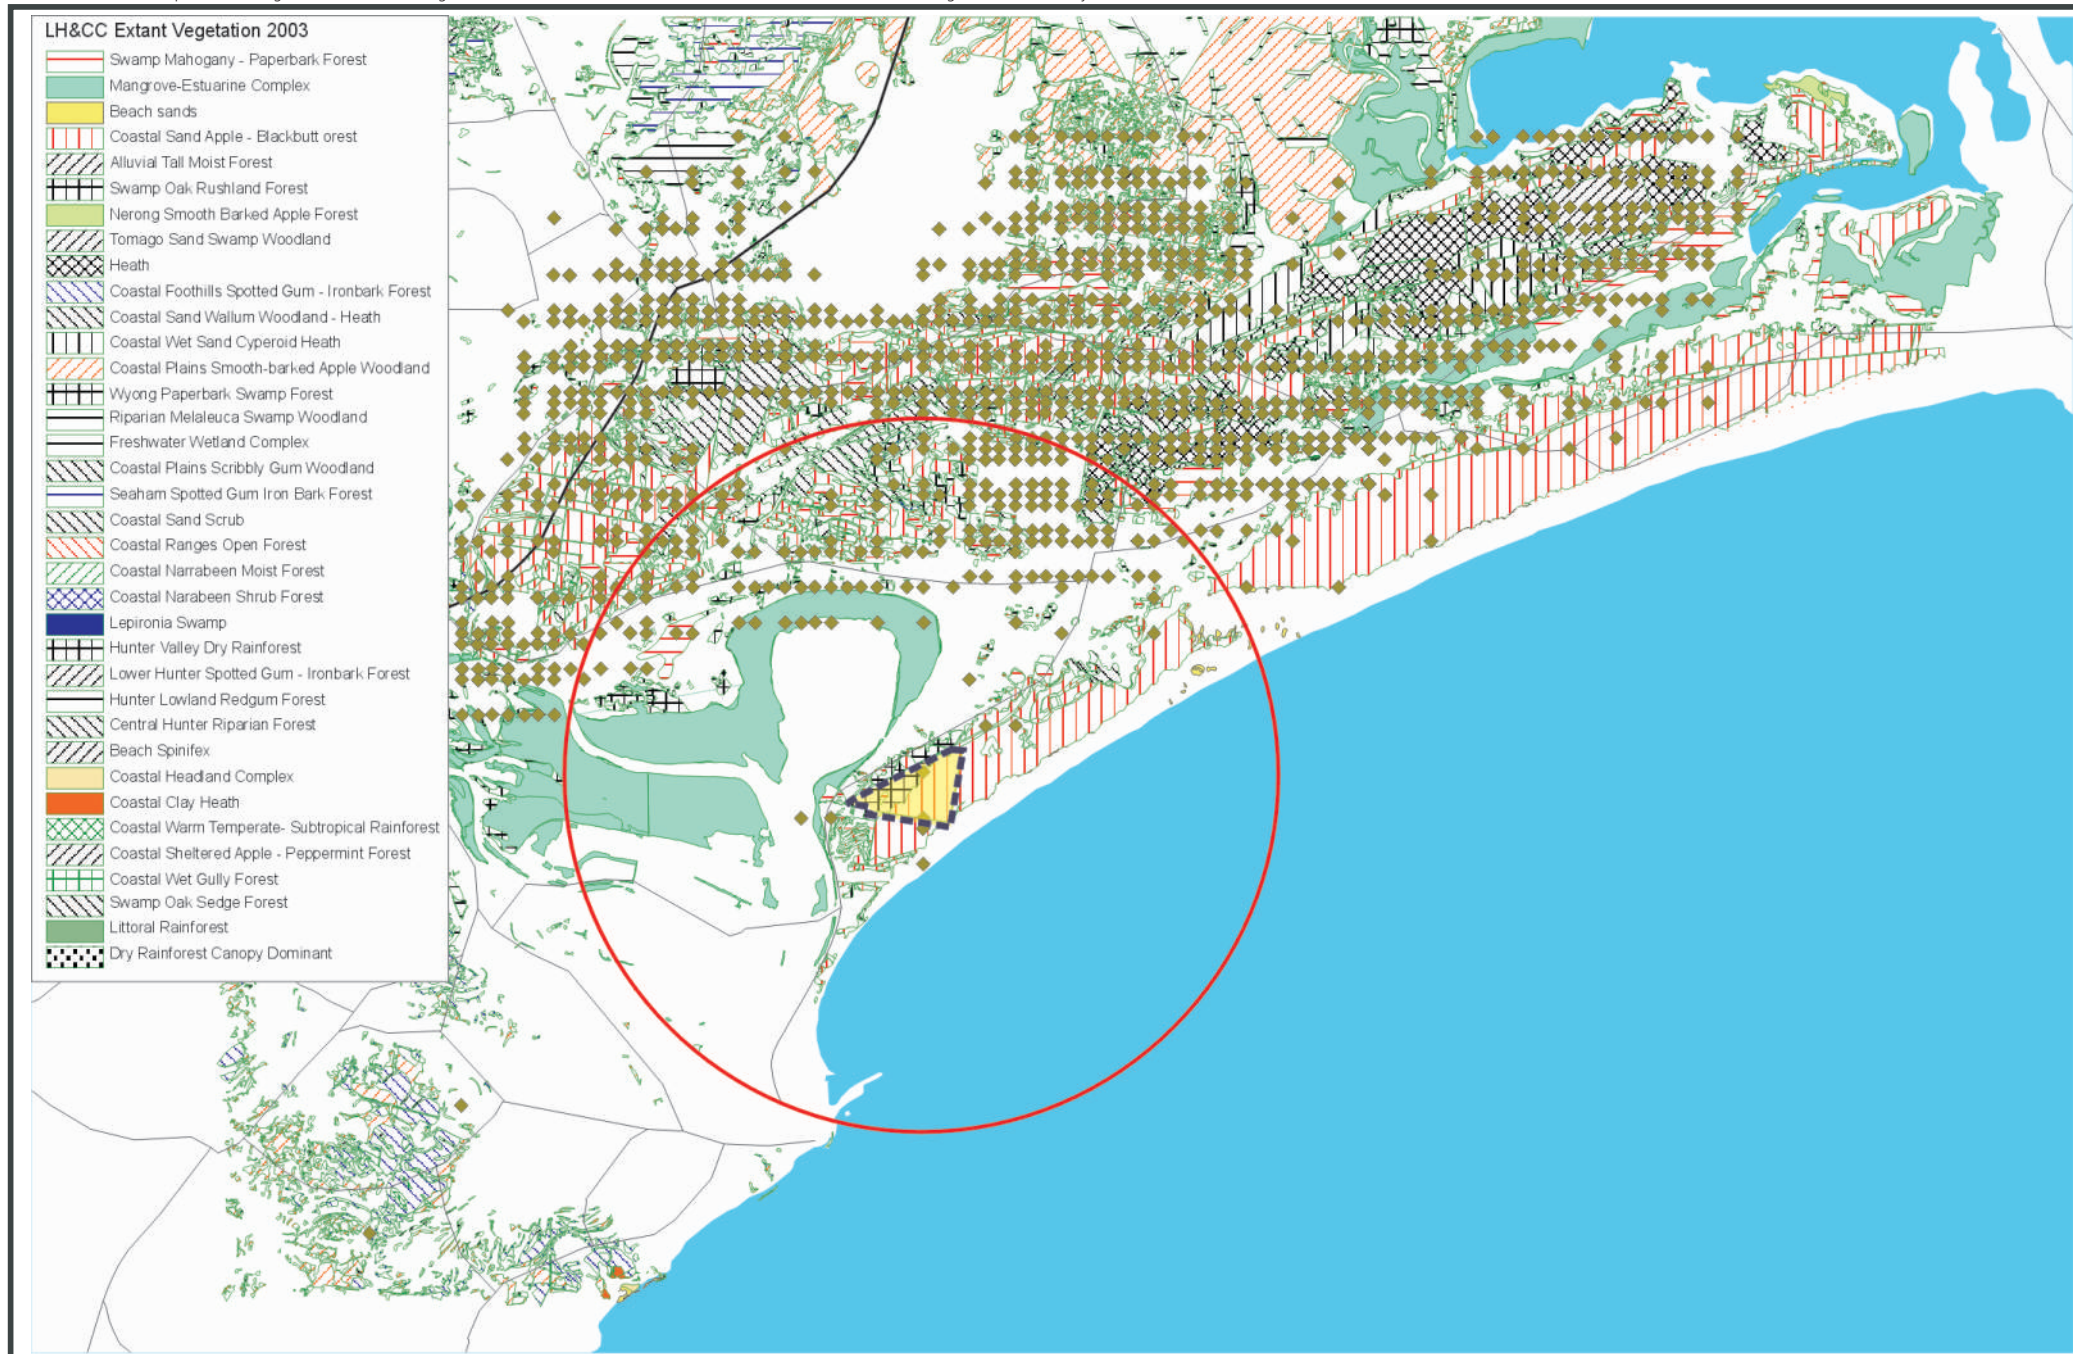 LH&CC Extant Vegetation 2003
Swamp Mahogany - Paperbark Forest
Mangrove-Estuarine Complex
Beach sands
Coastal Sand Apple - Blackbutt orest
Alluvial Tall Moist Forest
Swamp Oak Rushland Forest
Nerong Smooth Barked Apple Forest
Tomago Sand Swamp Woodland
Heath
Coastal Foothills Spotted Gum - Ironbark Forest
Coastal Sand Wallum Woodland - Heath
Coastal Wet Sand Cyperoid Heath
Coastal Plains Smooth-barked Apple Woodland
Wyong Paperbark Swamp Forest
Riparian Melaleuca Swamp Woodland
Freshwater Wetland Complex
Coastal Plains Scribbly Gum Woodland
Seaham Spotted Gum Iron Bark Forest
Coastal Sand Scrub
Coastal Ranges Open Forest
Coastal Narrabeen Moist Forest
Coastal Narabeen Shrub Forest
Lepironia Swamp
Hunter Valley Dry Rainforest
Lower Hunter Spotted Gum - Ironbark Forest
Hunter Lowland Redgum Forest
Central Hunter Riparian Forest
Beach Spinifex
Coastal Headland Complex
Coastal Clay Heath
Coastal Warm Temperate- Subtropical Rainforest
Coastal Sheltered Apple - Peppermint Forest
Coastal Wet Gully Forest
Swamp Oak Sedge Forest
Littoral Rainforest
Dry Rainforest Canopy Dominant